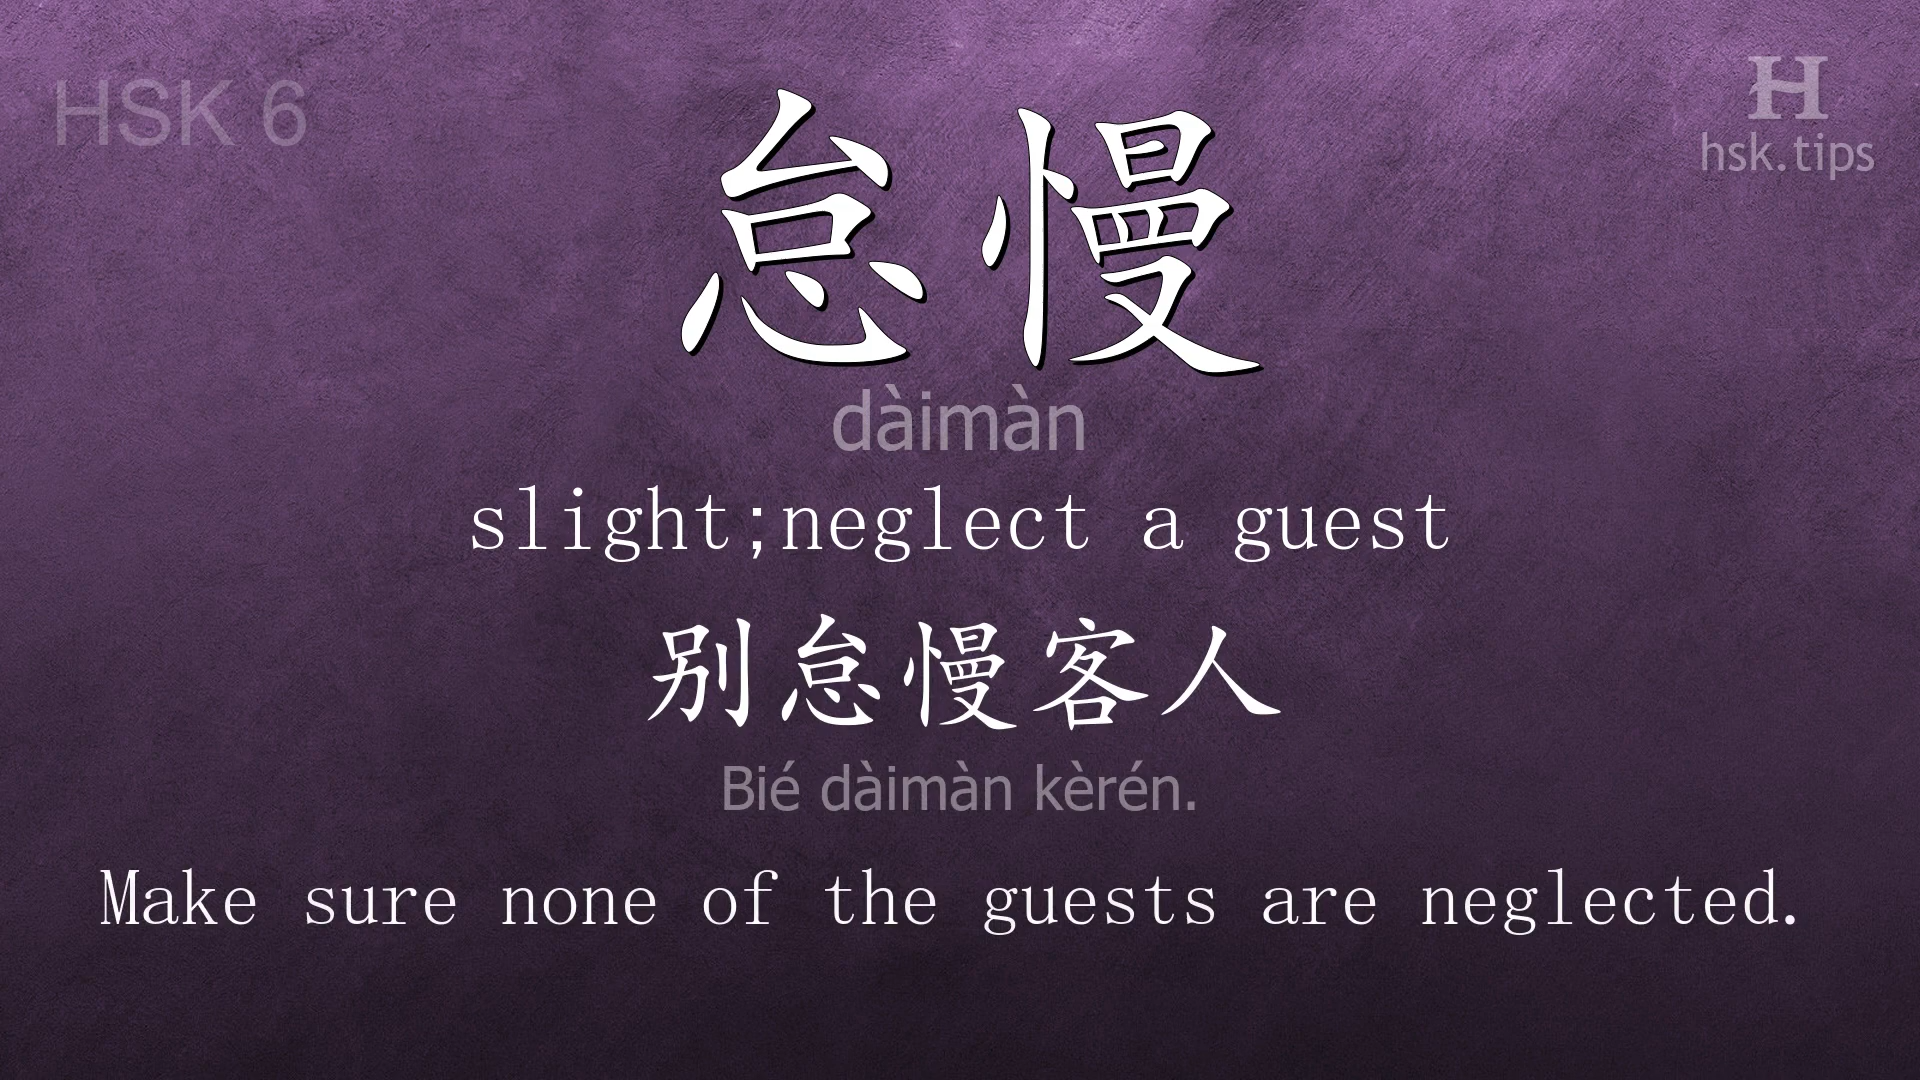 HSK 6
H
hsk.tips
怠慢
dàimàn
slight;neglect a guest
别怠慢客人
Bié dàimàn kèrén.
Make sure none of the guests are neglected.